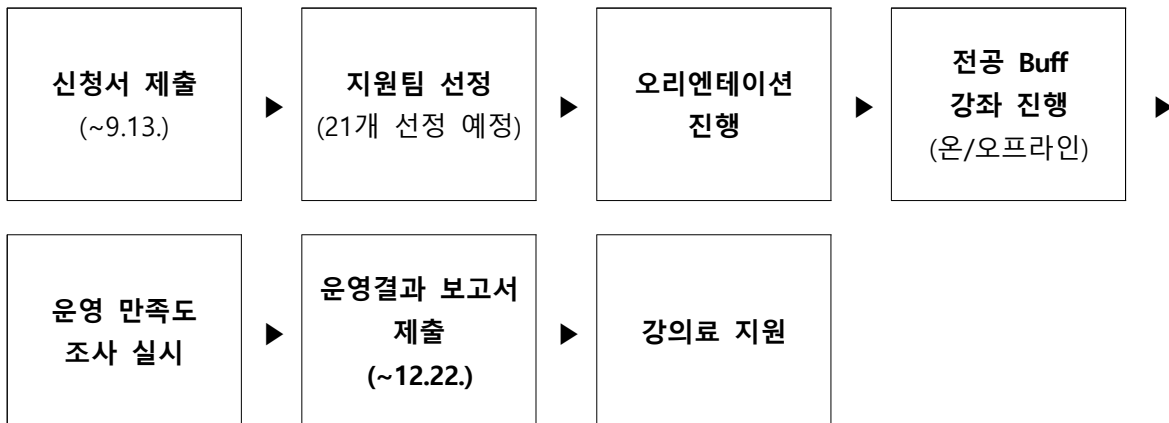 신청서 제출
(~9.13.)
▶
지원팀 선정
(21개 선정 예정)
▶
오리엔테이션
진행
▶
전공 Buff
강좌 진행
(온/오프라인)
▶
운영 만족도
조사 실시
▶
운영결과 보고서
제출
(~12.22.)
▶
강의료 지원